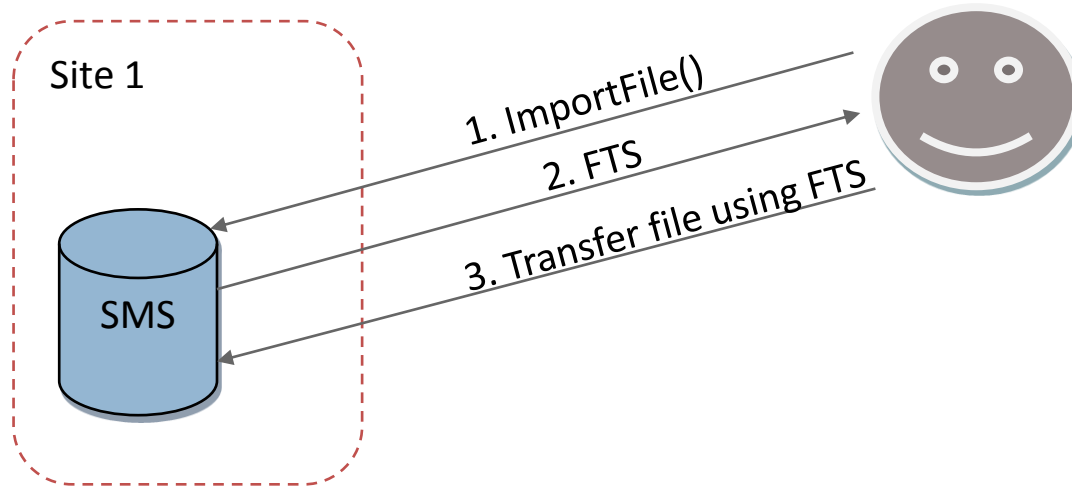 Site 1
1. ImportFile()
2. FTS
3. Transfer file using FTS
SMS